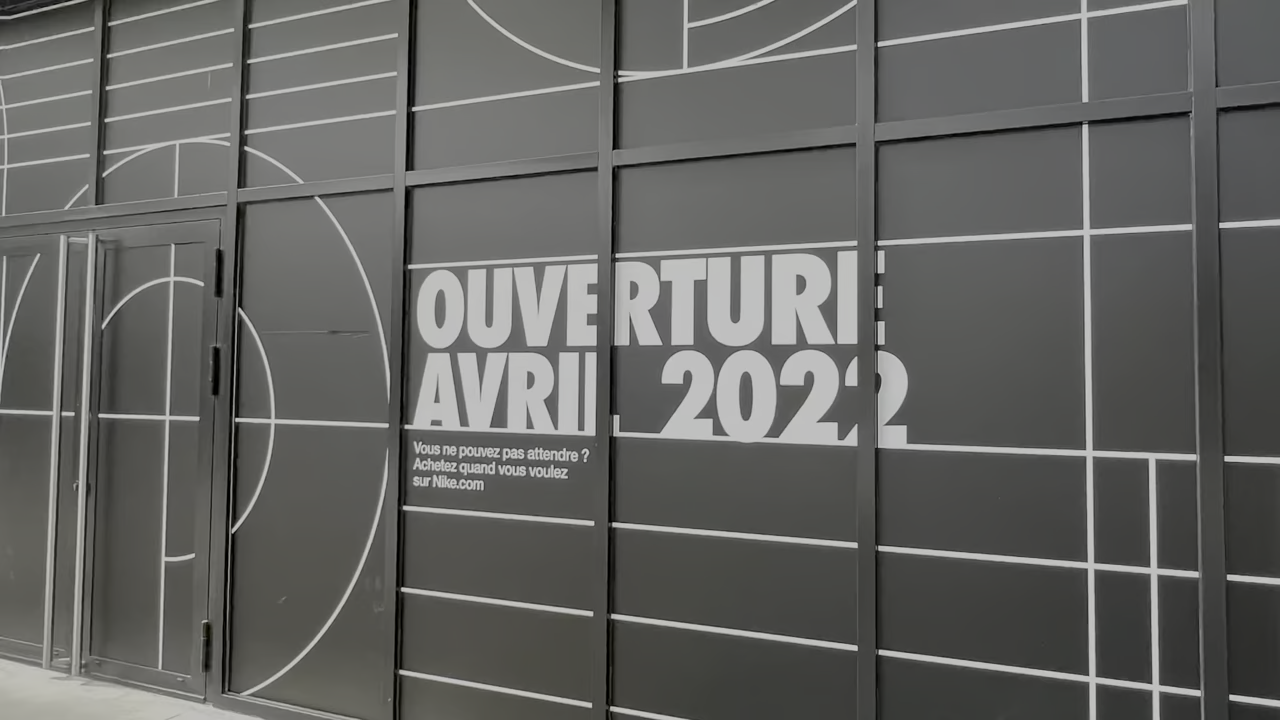 OUVERTURE
AVRIL 2022
Vous ne pouvez pas attendre ?
Achetez quand vous voulez
sur Nike.com